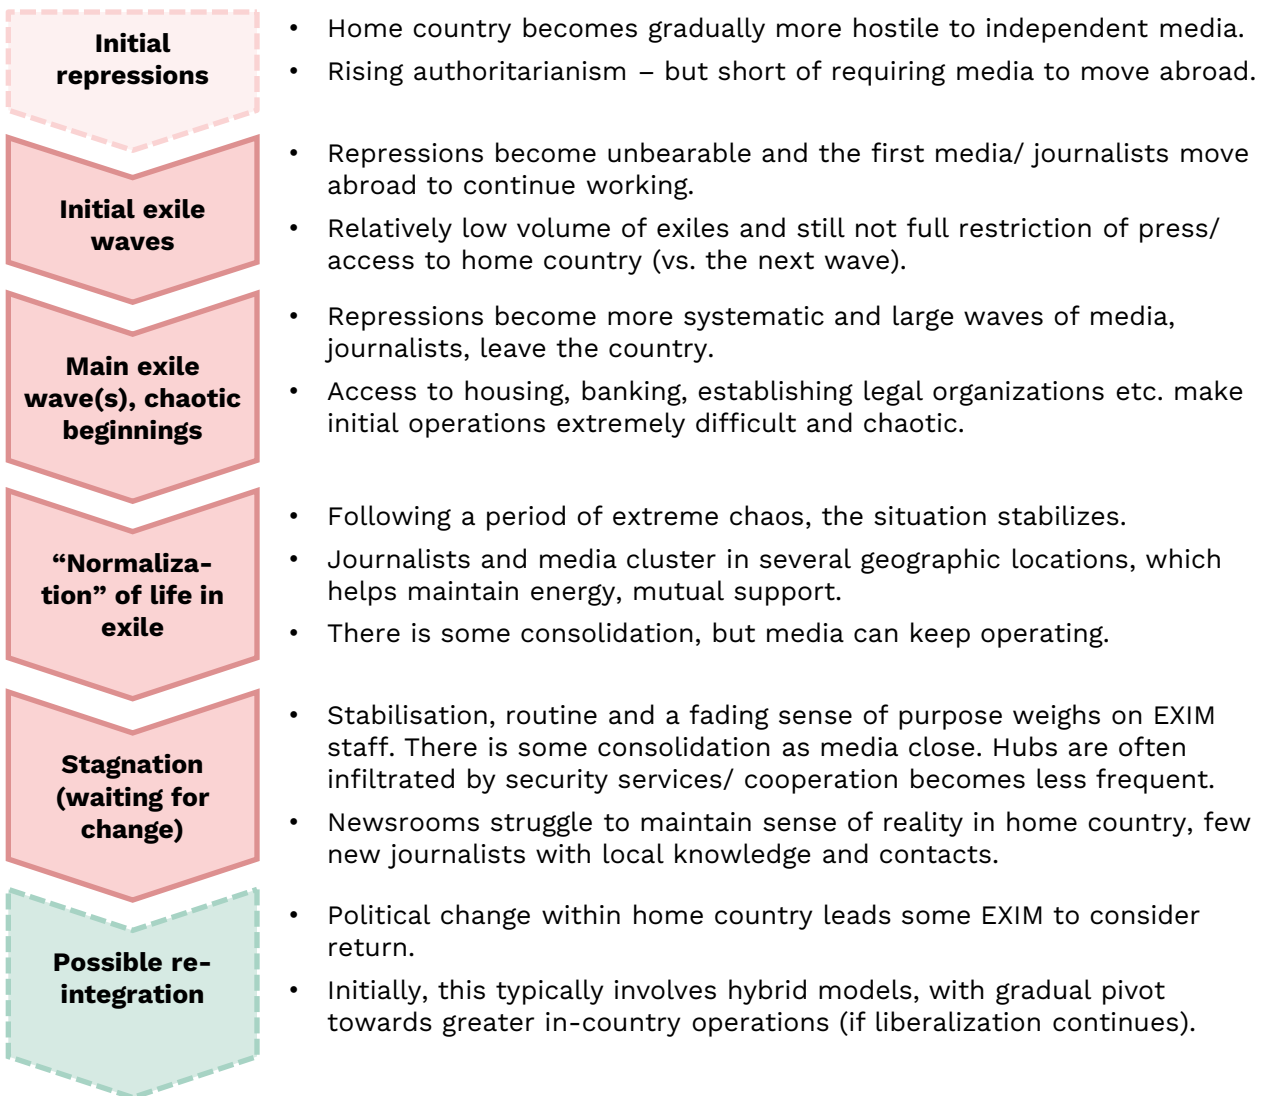 Initial
repressions
• Home country becomes gradually more hostile to independent media.
• Rising authoritarianism – but short of requiring media to move abroad.
Initial exile
waves
• Repressions become unbearable and the first media/ journalists move
abroad to continue working.
• Relatively low volume of exiles and still not full restriction of press/
access to home country (vs. the next wave).
Main exile
wave(s), chaotic
beginnings
• Repressions become more systematic and large waves of media,
journalists, leave the country.
• Access to housing, banking, establishing legal organizations etc. make
initial operations extremely difficult and chaotic.
“Normaliza-
tion” of life in
exile
• Following a period of extreme chaos, the situation stabilizes.
• Journalists and media cluster in several geographic locations, which
helps maintain energy, mutual support.
• There is some consolidation, but media can keep operating.
Stagnation
(waiting for
change)
• Stabilisation, routine and a fading sense of purpose weighs on EXIM
staff. There is some consolidation as media close. Hubs are often
infiltrated by security services/ cooperation becomes less frequent.
• Newsrooms struggle to maintain sense of reality in home country, few
new journalists with local knowledge and contacts.
Possible re-
integration
• Political change within home country leads some EXIM to consider
return.
• Initially, this typically involves hybrid models, with gradual pivot
towards greater in-country operations (if liberalization continues).